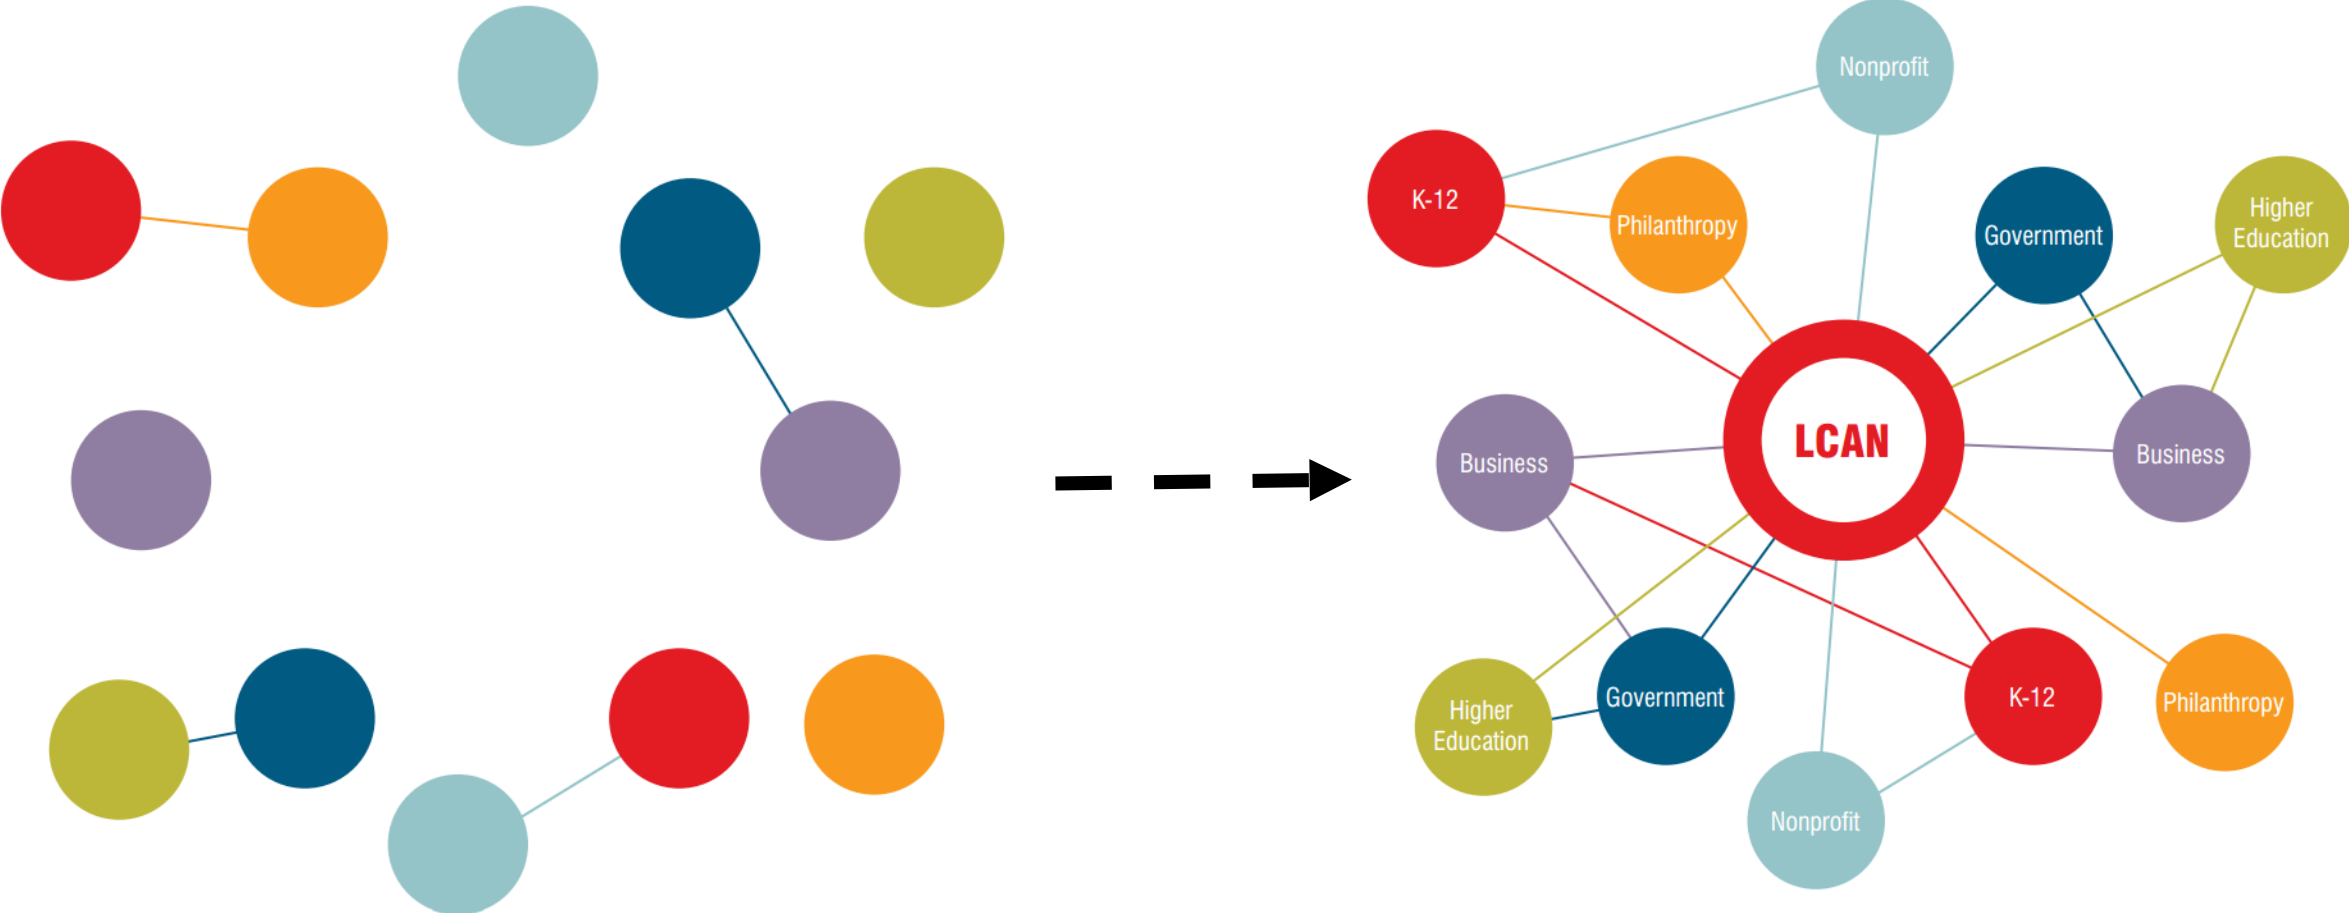 Nonprofit
K-12
Philanthropy
Government
Higher
Education
LCAN
Business
Business
Higher
Education
Government
K-12
Philanthropy
Nonprofit